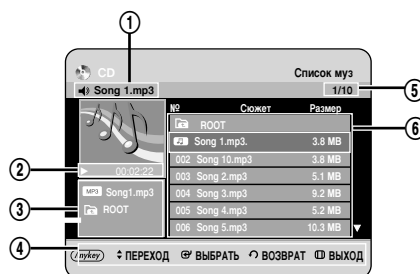 1
CD
Список муз
Song 1.mp3
1/10
5
№ Сюжет Размер
ROOT
6
Song 1.mp3. 3.8 MB
002 Song 10.mp3 3.8 MB
2
00:02:22
003 Song 2.mp3 5.1 MB
MP3 Song1.mp3
004 Song 3.mp3 9.2 MB
3
ROOT
005 Song 4.mp3 5.2 MB
006 Song 5.mp3 10.3 MB
4
Anykey ПЕРЕХОД ВЫБРАТЬ ВОЗВРАТ ВЫХОД